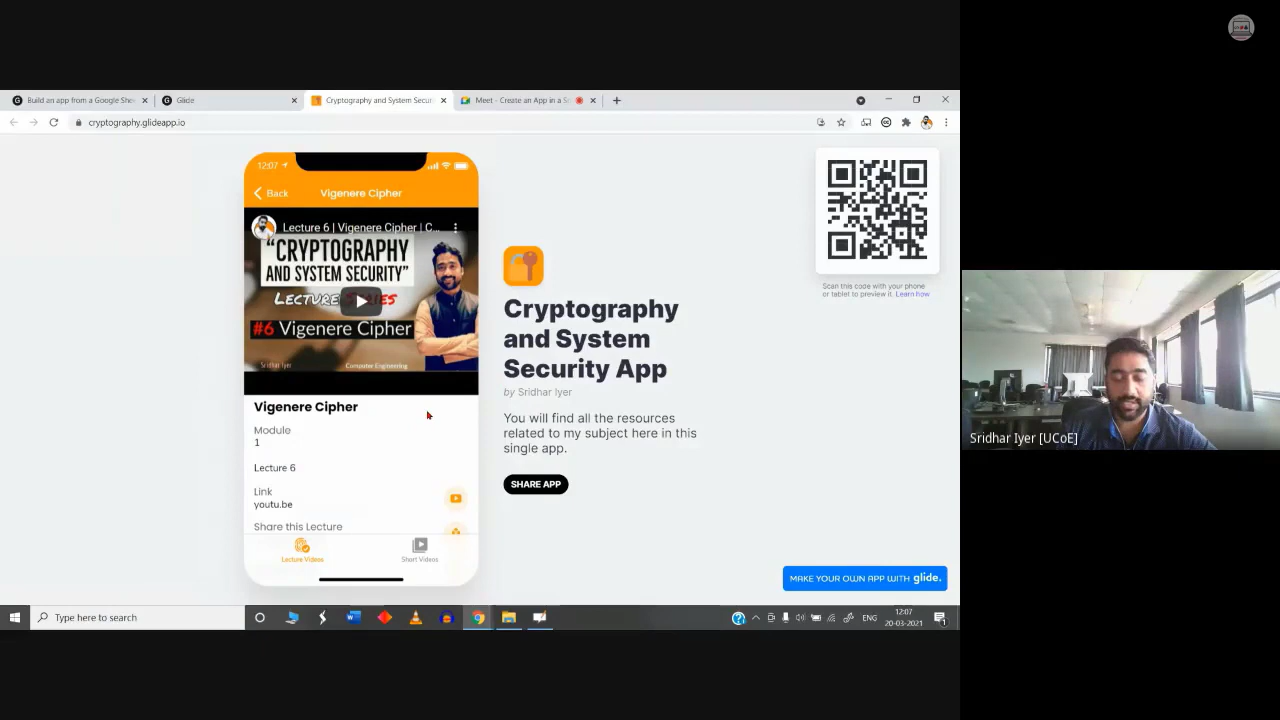 Build an app from a Google She
Glide
Cryptography and System Secur
Meet - Create an App in a S
cryptography.glideapp.io
12:07
Back
Vigenere Cipher
Lecture 6 | Vigenere Cipher | C...
"CRYPTOGRAPHY
AND SYSTEM SECURITY"
LECTURE SERIES
#6 Vigenere Cipher
Sridhar Iyer
Computer Engineering
Vigenere Cipher
Module
1
Lecture 6
Link
youtu.be
Share this Lecture
Lecture Videos
Short Videos
Cryptography
and System
Security App
by Sridhar Iyer
You will find all the resources
related to my subject here in this
single app.
SHARE APP
Scan this code with your phone
or tablet to preview it. Learn how
MAKE YOUR OWN APP WITH glide.
Type here to search
ENG
12:07
20-03-2021
Sridhar Iyer [UCoE]